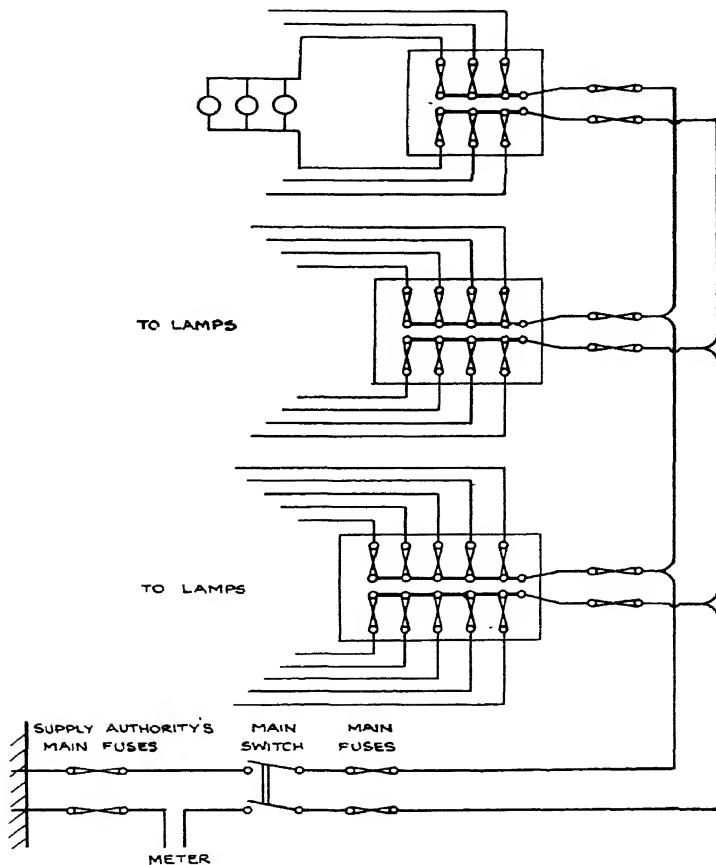 TO LAMPS
TO LAMPS
SUPPLY AUTHORITY'S
MAIN FUSES
MAIN
SWITCH
MAIN
FUSES
METER